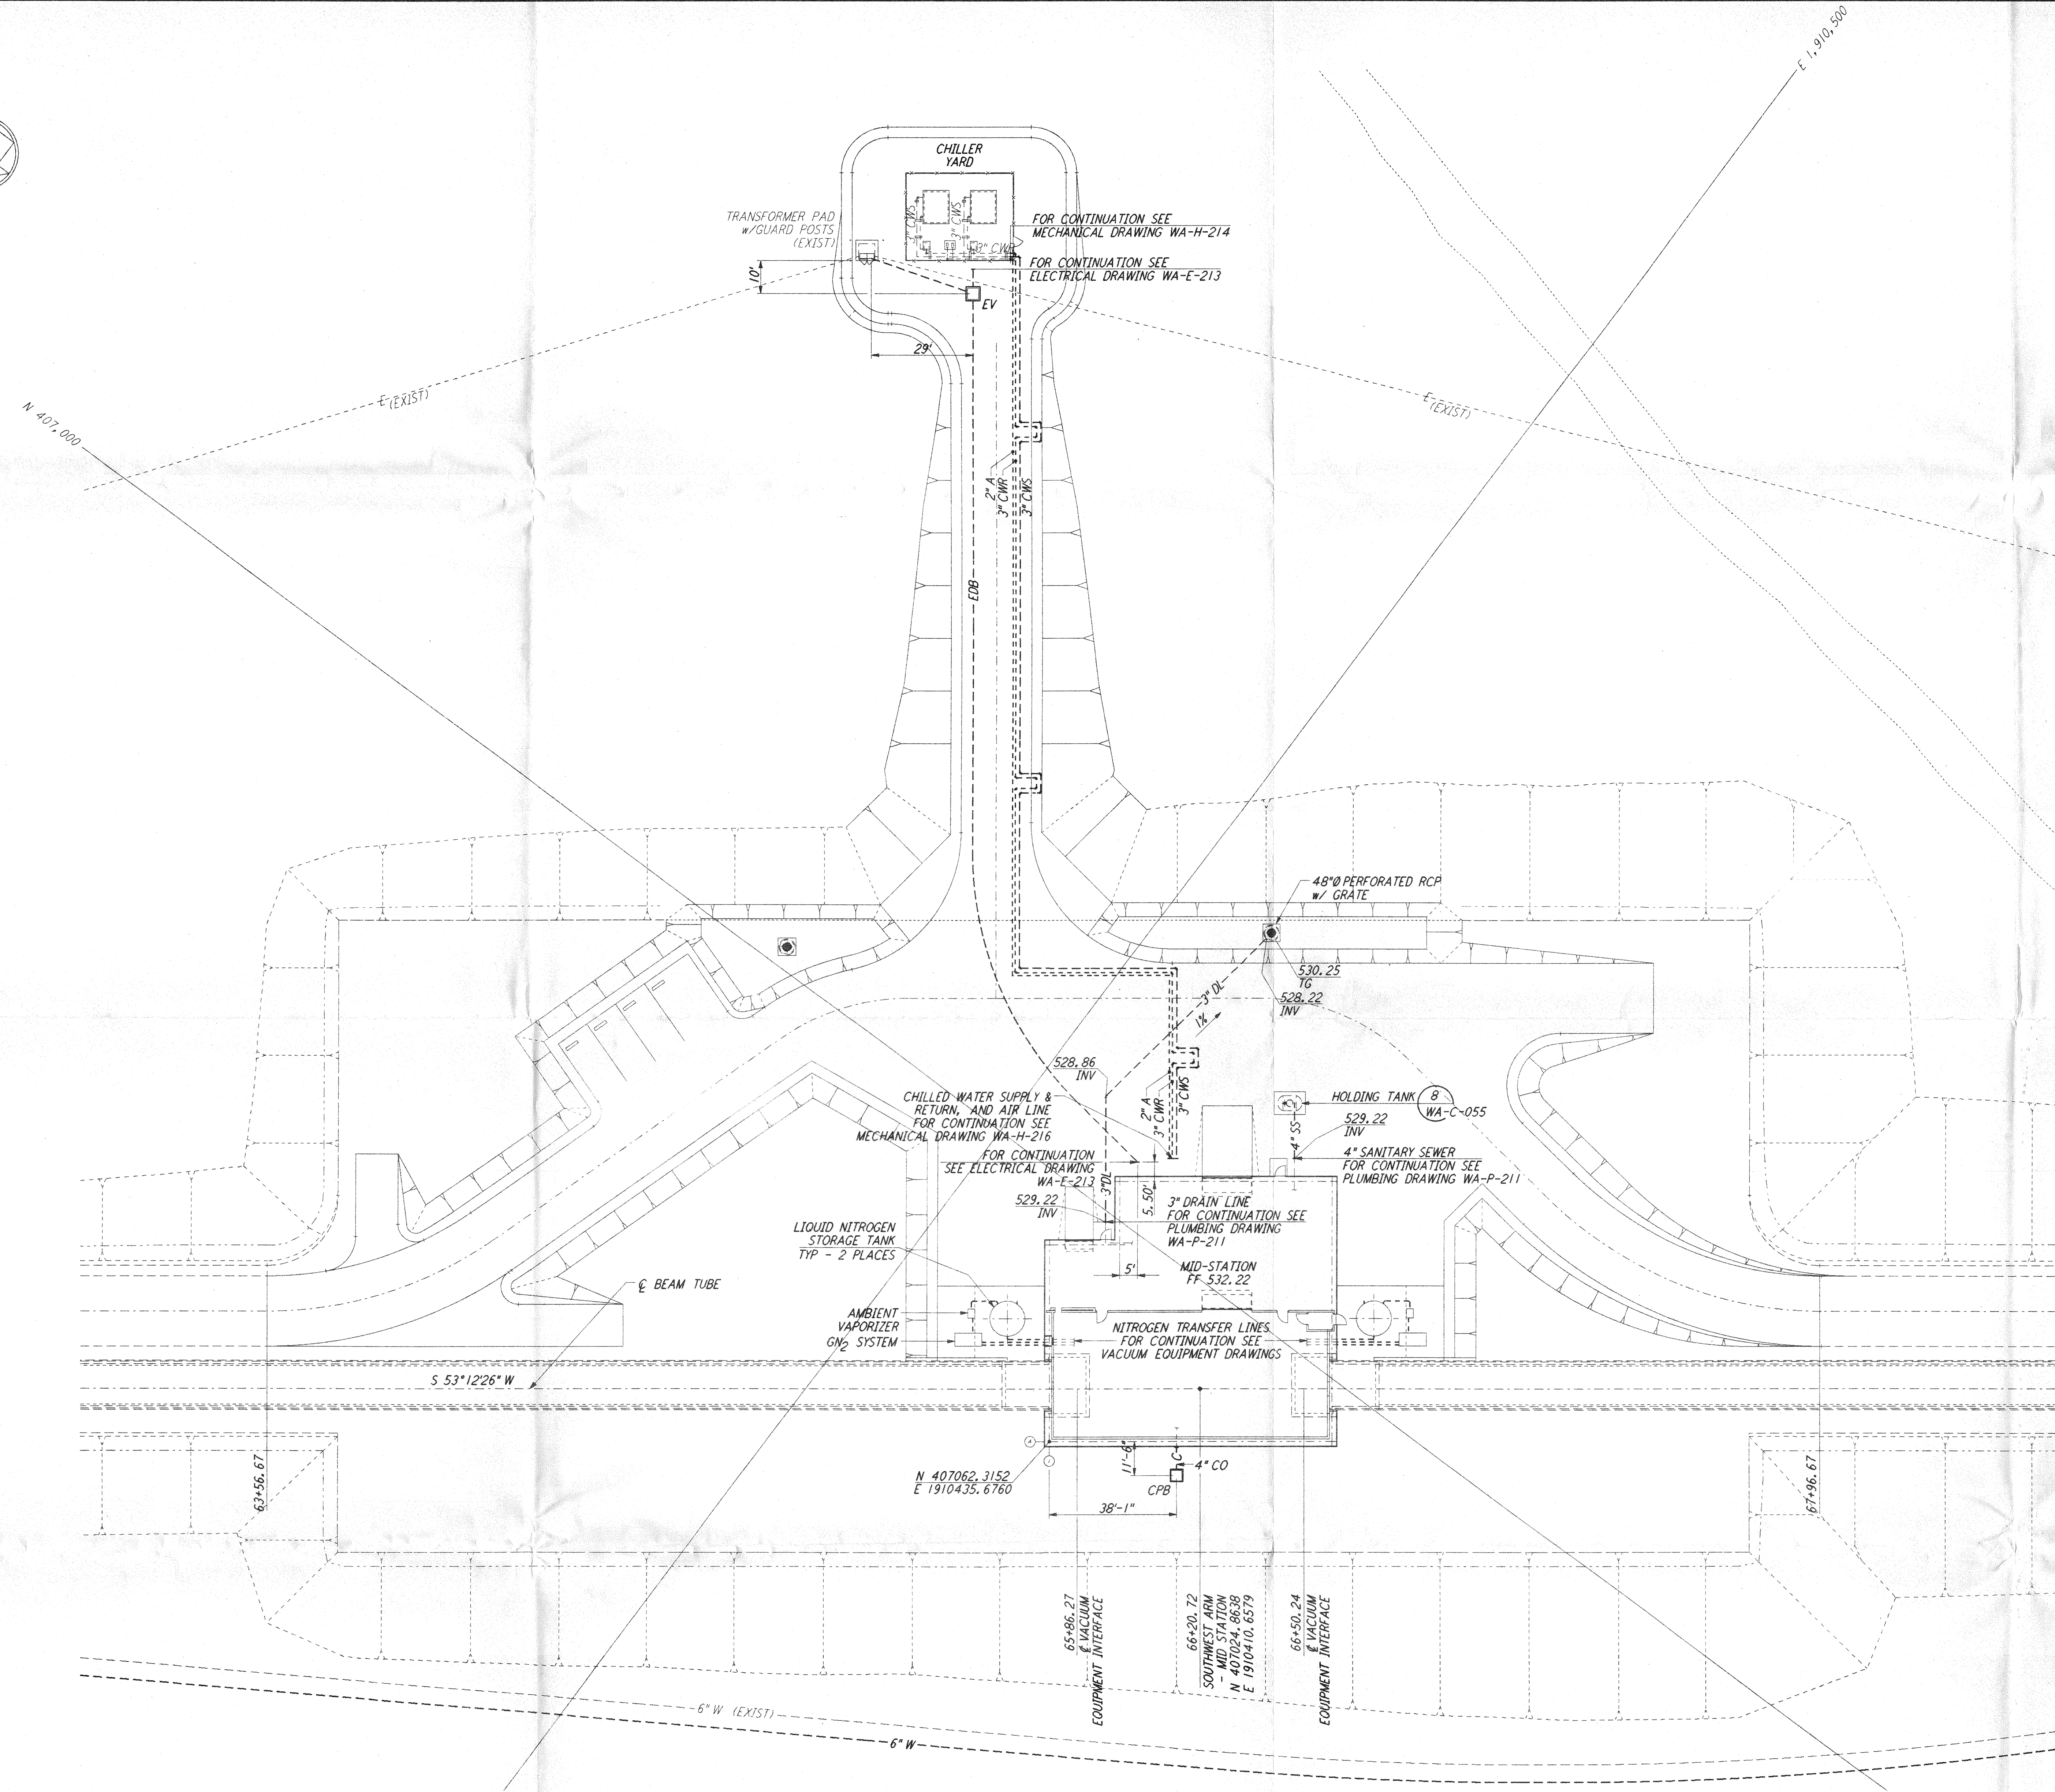 E 1,910,500
CHILLER
YARD
TRANSFORMER PAD
w/GUARD POSTS
(EXIST)
3" CWS
3" CWS
3" CWR
FOR CONTINUATION SEE
MECHANICAL DRAWING WA-H-214
FOR CONTINUATION SEE
ELECTRICAL DRAWING WA-E-213
10'
EV
29'
E (EXIST)
E (EXIST)
N 407,000
2" A
3" CWR
3" CWS
EDB
48"Ø PERFORATED RCP
w/ GRATE
530.25
TG
528.22
INV
3" DL
1%
528.86
INV
CHILLED WATER SUPPLY &
RETURN, AND AIR LINE
FOR CONTINUATION SEE
MECHANICAL DRAWING WA-H-216
2" A
3" CWR
3" CWS
HOLDING TANK
8
WA-C-055
529.22
INV
4" SS
4" SANITARY SEWER
FOR CONTINUATION SEE
PLUMBING DRAWING WA-P-211
FOR CONTINUATION
SEE ELECTRICAL DRAWING
WA-E-213
3"DL
5.50'
529.22
INV
3" DRAIN LINE
FOR CONTINUATION SEE
PLUMBING DRAWING
WA-P-211
LIQUID NITROGEN
STORAGE TANK
TYP - 2 PLACES
5'
MID-STATION
FF 532.22
℄ BEAM TUBE
AMBIENT
VAPORIZER
GN2 SYSTEM
NITROGEN TRANSFER LINES
FOR CONTINUATION SEE
VACUUM EQUIPMENT DRAWINGS
S 53°12'26" W
A
1
11'-6"
C
4" CO
CPB
N 407062.3152
E 1910435.6760
38'-1"
63+56.67
67+96.67
65+86.27
℄ VACUUM
EQUIPMENT INTERFACE
66+20.72
SOUTHWEST ARM
- MID STATION
N 407024.8638
E 1910410.6579
66+50.24
℄ VACUUM
EQUIPMENT INTERFACE
6" W (EXIST)
6" W